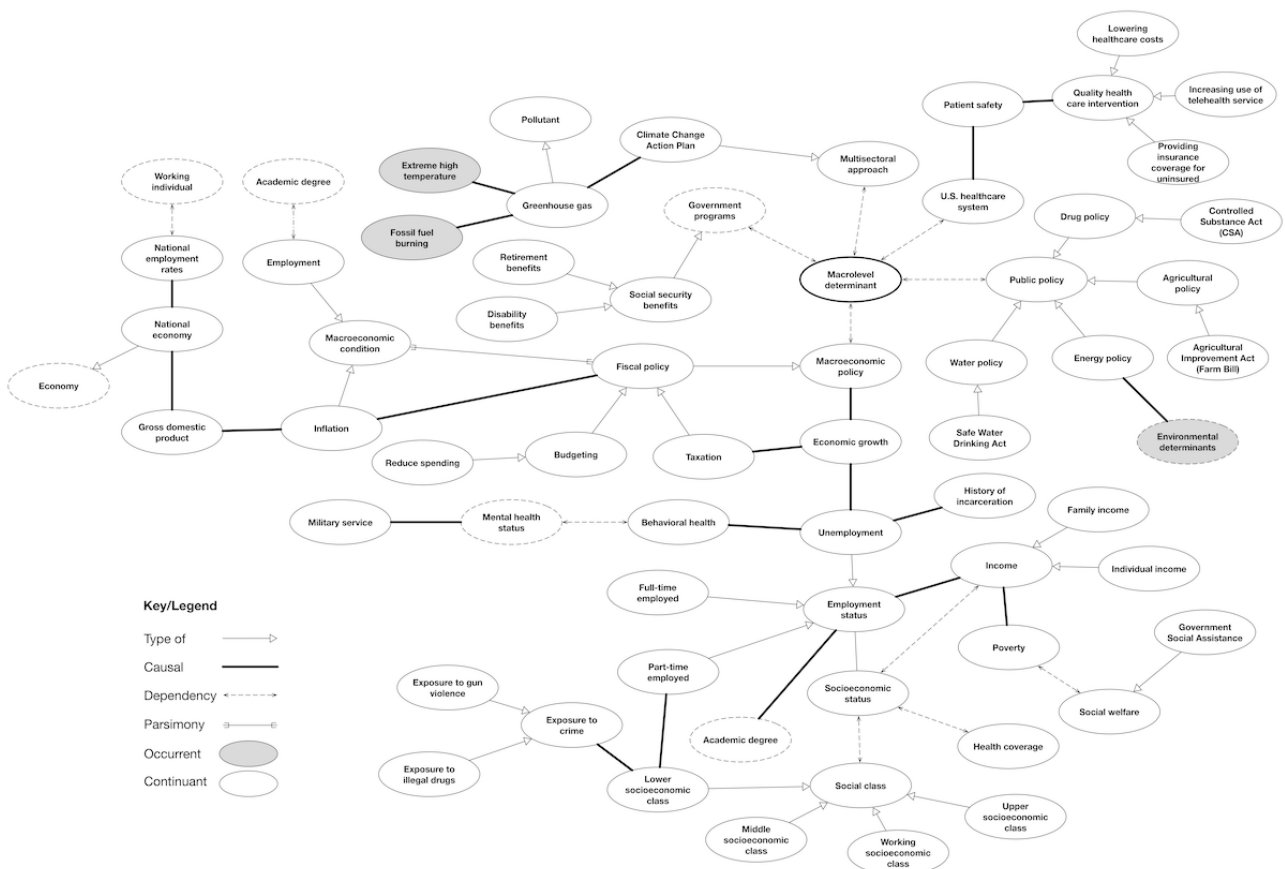 Lowering
healthcare costs
Patient safety
Quality health
care intervention
Increasing use of
telehealth service
Pollutant
Climate Change
Action Plan
Providing
insurance
coverage for
uninsured
Extreme high
temperature
Multisectoral
approach
Working
individual
Academic degree
Greenhouse gas
U.S. healthcare
system
Government
programs
Drug policy
Controlled
Substance Act
(CSA)
Fossil fuel
burning
National
employment
rates
Employment
Retirement
benefits
Macrolevel
determinant
Public policy
Agricultural
policy
Social security
benefits
Disability
benefits
National
economy
Macroeconomic
condition
Fiscal policy
Macroeconomic
policy
Water policy
Energy policy
Agricultural
Improvement Act
(Farm Bill)
Economy
Gross domestic
product
Inflation
Safe Water
Drinking Act
Environmental
determinants
Reduce spending
Budgeting
Taxation
Economic growth
Military service
Mental health
status
Behavioral health
Unemployment
History of
incarceration
Family income
Income
Individual income
Full-time
employed
Employment
status
Government
Social Assistance
Poverty
Key/Legend
Type of
Causal
Dependency
Parsimony
Occurrent
Continuant
Part-time
employed
Exposure to gun
violence
Socioeconomic
status
Social welfare
Exposure to
crime
Academic degree
Health coverage
Exposure to
illegal drugs
Lower
socioeconomic
class
Social class
Upper
socioeconomic
class
Middle
socioeconomic
class
Working
socioeconomic
class